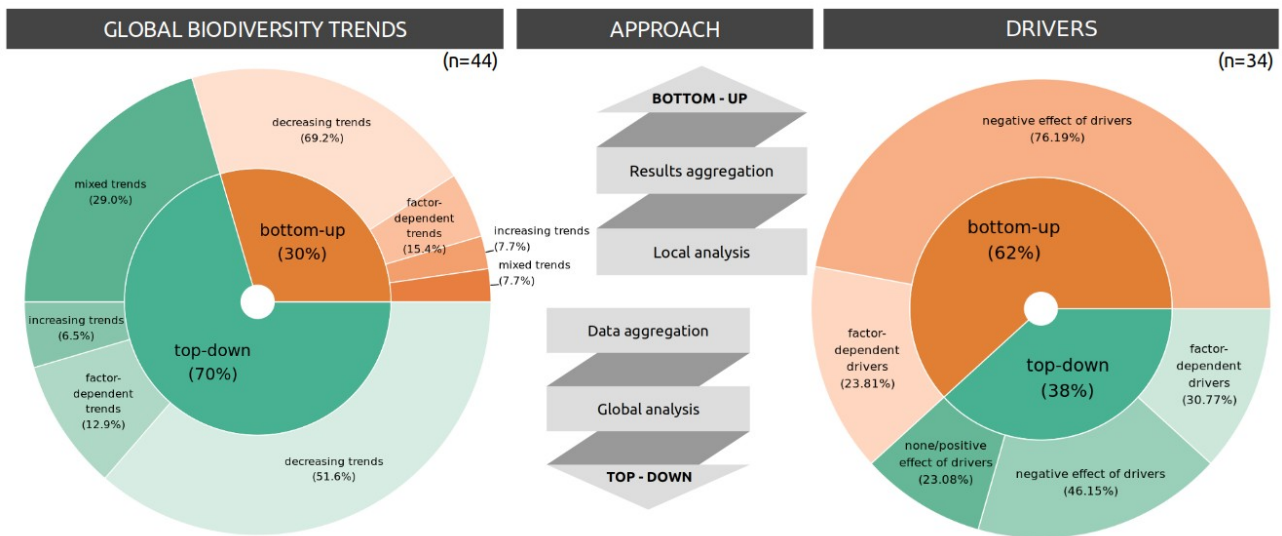 GLOBAL BIODIVERSITY TRENDS
(n=44)
decreasing trends
(69.2%)
mixed trends
(29.0%)
factor-
dependent
trends
(15.4%)
increasing trends
(7.7%)
mixed trends
(7.7%)
bottom-up
(30%)
increasing trends
(6.5%)
top-down
(70%)
factor-
dependent
trends
(12.9%)
decreasing trends
(51.6%)
APPROACH
BOTTOM - UP
Results aggregation
Local analysis
Data aggregation
Global analysis
TOP - DOWN
DRIVERS
(n=34)
negative effect of drivers
(76.19%)
bottom-up
(62%)
factor-
dependent
drivers
(23.81%)
top-down
(38%)
factor-
dependent
drivers
(30.77%)
none/positive
effect of drivers
(23.08%)
negative effect of drivers
(46.15%)